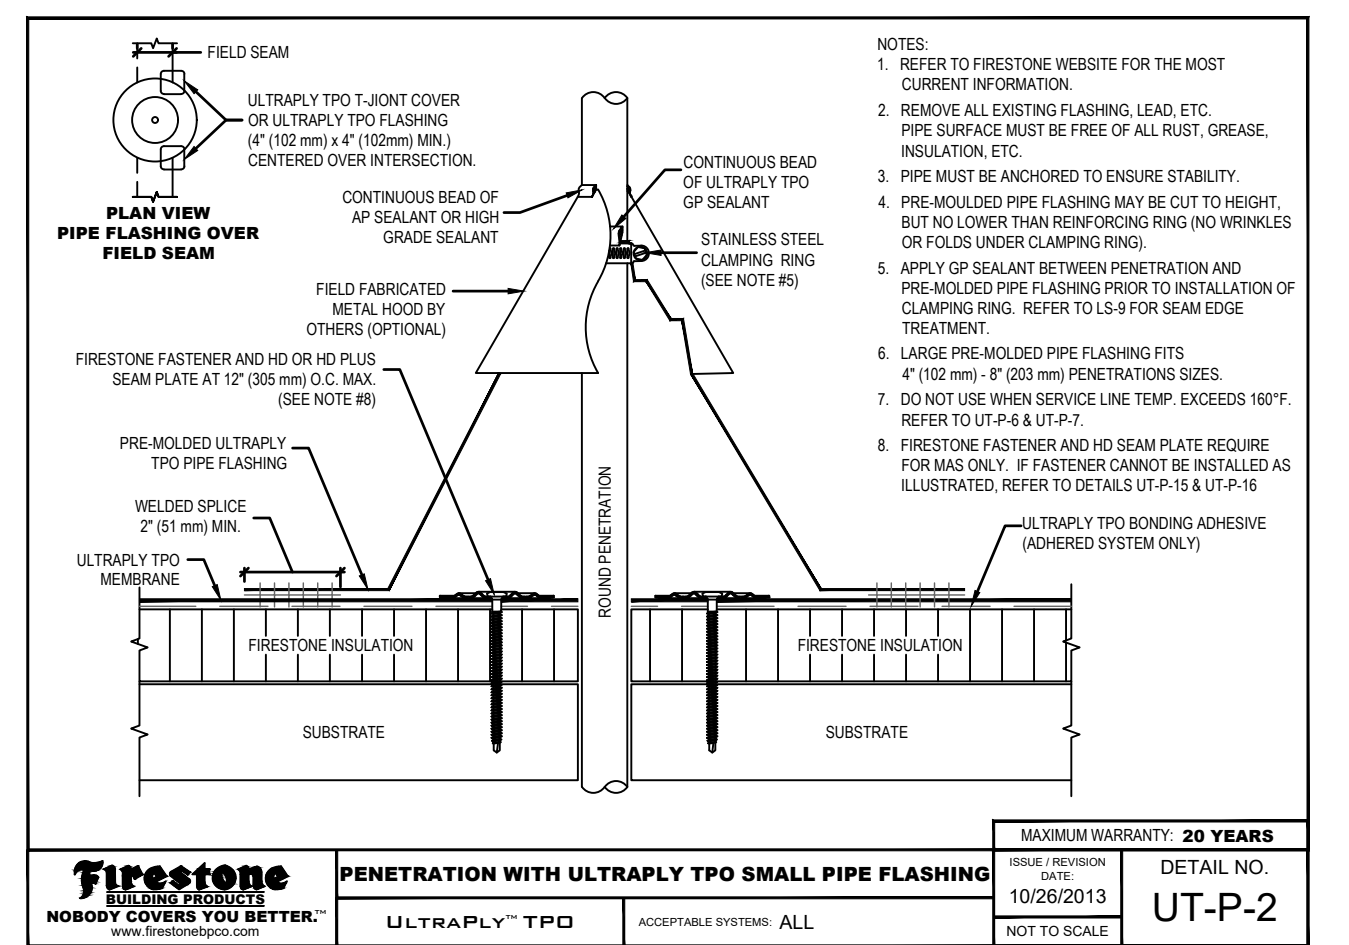 FIELD SEAM
ULTRAPLY TPO T-JIONT COVER
OR ULTRAPLY TPO FLASHING
(4" (102 mm) x 4" (102mm) MIN.)
CENTERED OVER INTERSECTION.
PLAN VIEW
PIPE FLASHING OVER
FIELD SEAM
CONTINUOUS BEAD OF
AP SEALANT OR HIGH
GRADE SEALANT
CONTINUOUS BEAD
OF ULTRAPLY TPO
GP SEALANT
STAINLESS STEEL
CLAMPING RING
(SEE NOTE #5)
FIELD FABRICATED
METAL HOOD BY
OTHERS (OPTIONAL)
FIRESTONE FASTENER AND HD OR HD PLUS
SEAM PLATE AT 12" (305 mm) O.C. MAX.
(SEE NOTE #8)
PRE-MOLDED ULTRAPLY
TPO PIPE FLASHING
WELDED SPLICE
2" (51 mm) MIN.
ULTRAPLY TPO
MEMBRANE
ROUND PENETRATION
ULTRAPLY TPO BONDING ADHESIVE
(ADHERED SYSTEM ONLY)
FIRESTONE INSULATION
FIRESTONE INSULATION
SUBSTRATE
SUBSTRATE
NOTES:
1. REFER TO FIRESTONE WEBSITE FOR THE MOST
CURRENT INFORMATION.
2. REMOVE ALL EXISTING FLASHING, LEAD, ETC.
PIPE SURFACE MUST BE FREE OF ALL RUST, GREASE,
INSULATION, ETC.
3. PIPE MUST BE ANCHORED TO ENSURE STABILITY.
4. PRE-MOULDED PIPE FLASHING MAY BE CUT TO HEIGHT,
BUT NO LOWER THAN REINFORCING RING (NO WRINKLES
OR FOLDS UNDER CLAMPING RING).
5. APPLY GP SEALANT BETWEEN PENETRATION AND
PRE-MOLDED PIPE FLASHING PRIOR TO INSTALLATION OF
CLAMPING RING. REFER TO LS-9 FOR SEAM EDGE
TREATMENT.
6. LARGE PRE-MOLDED PIPE FLASHING FITS
4" (102 mm) - 8" (203 mm) PENETRATIONS SIZES.
7. DO NOT USE WHEN SERVICE LINE TEMP. EXCEEDS 160°F.
REFER TO UT-P-6 & UT-P-7.
8. FIRESTONE FASTENER AND HD SEAM PLATE REQUIRE
FOR MAS ONLY. IF FASTENER CANNOT BE INSTALLED AS
ILLUSTRATED, REFER TO DETAILS UT-P-15 & UT-P-16
MAXIMUM WARRANTY: 20 YEARS
Firestone
BUILDING PRODUCTS
NOBODY COVERS YOU BETTER.™
www.firestonebpco.com
PENETRATION WITH ULTRAPLY TPO SMALL PIPE FLASHING
ULTRAPLY™ TPO
ACCEPTABLE SYSTEMS: ALL
ISSUE / REVISION
DATE:
10/26/2013
NOT TO SCALE
DETAIL NO.
UT-P-2